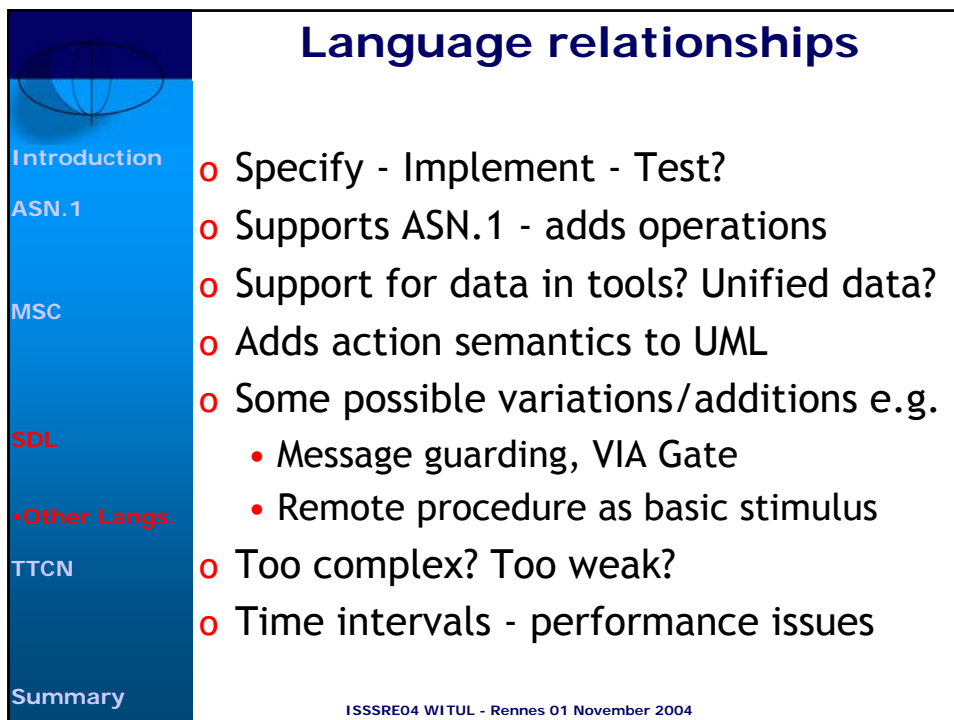 Language relationships
Introduction
ASN.1
MSC
SDL
•Other Langs.
TTCN
Summary
o Specify - Implement - Test?
o Supports ASN.1 - adds operations
o Support for data in tools? Unified data?
o Adds action semantics to UML
o Some possible variations/additions e.g.
• Message guarding, VIA Gate
• Remote procedure as basic stimulus
o Too complex? Too weak?
o Time intervals - performance issues
ISSSRE04 WITUL - Rennes 01 November 2004